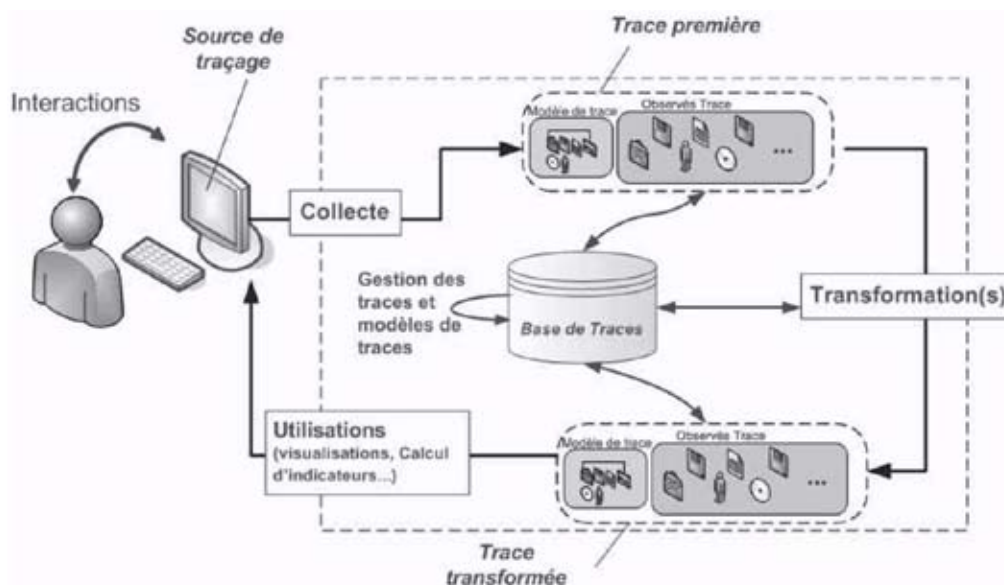 Source de
traçage
Trace première
Interactions
Modèle de trace
Observés Trace
...
Collecte
Gestion des
traces et
modèles de
traces
Base de Traces
Transformation(s)
Utilisations
(visualisations, Calcul
d'indicateurs...)
Modèle de trace
Observés Trace
...
Trace
transformée